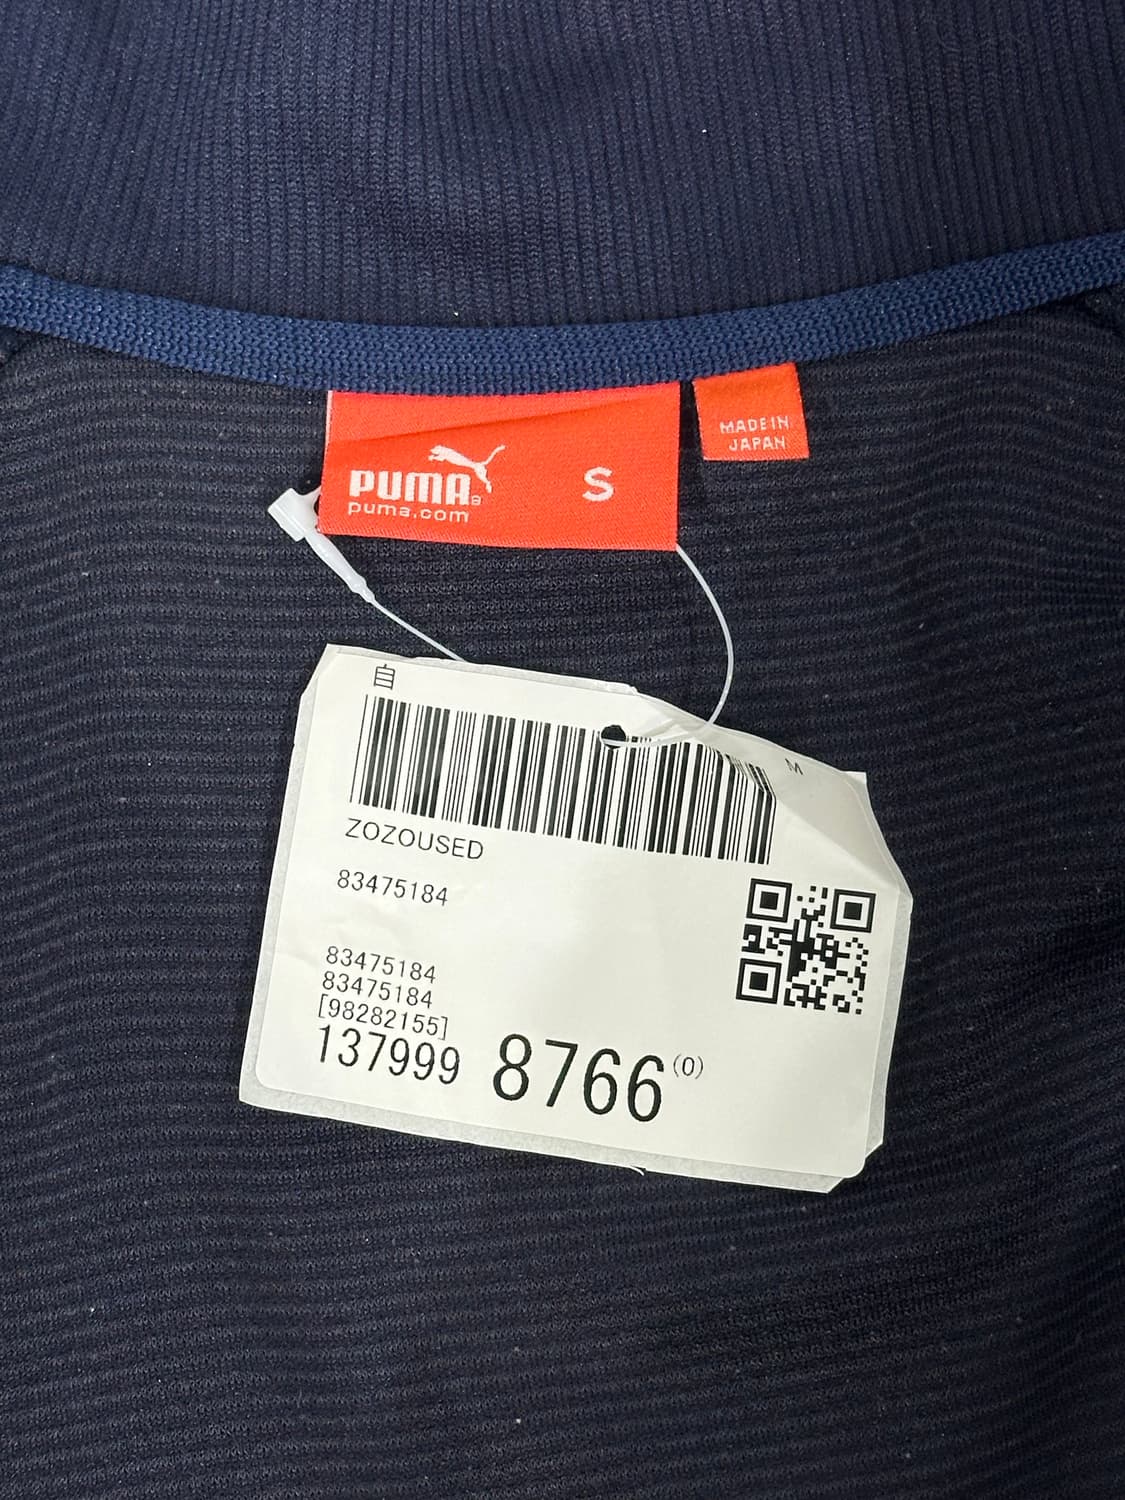 PUMA®
puma.com
S
MADE IN
JAPAN
自
M
ZOZOUSED
83475184
83475184
83475184
[98282155]
137999
8766
(0)